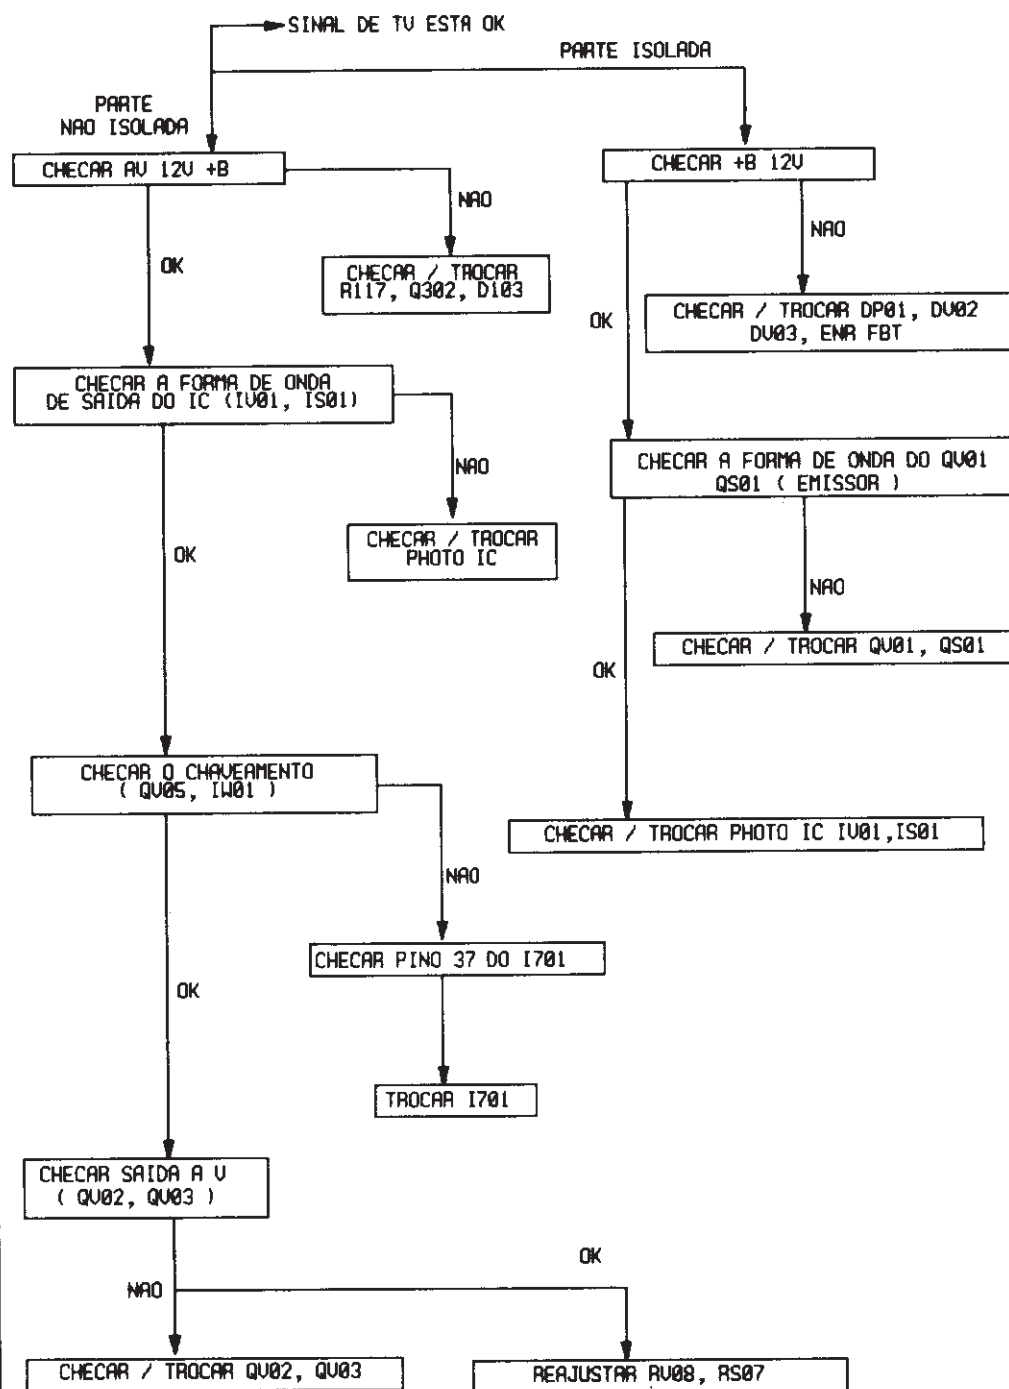 SINAL DE TV ESTA OK
PARTE ISOLADA
PARTE
NAO ISOLADA
CHECAR AV 12V +B
CHECAR +B 12V
NAO
NAO
OK
CHECAR / TROCAR
R117, Q302, D103
OK
CHECAR / TROCAR DP01, DV02
DV03, ENR FBT
CHECAR A FORMA DE ONDA
DE SAIDA DO IC (IV01, IS01)
CHECAR A FORMA DE ONDA DO QV01
QS01 ( EMISSOR )
NAO
OK
CHECAR / TROCAR
PHOTO IC
NAO
CHECAR / TROCAR QV01, QS01
OK
CHECAR O CHAVEAMENTO
( QV05, IW01 )
CHECAR / TROCAR PHOTO IC IV01,IS01
NAO
CHECAR PINO 37 DO I701
OK
TROCAR I701
CHECAR SAIDA A V
( QV02, QV03 )
OK
NAO
CHECAR / TROCAR QV02, QV03
REAJUSTAR RV08, RS07